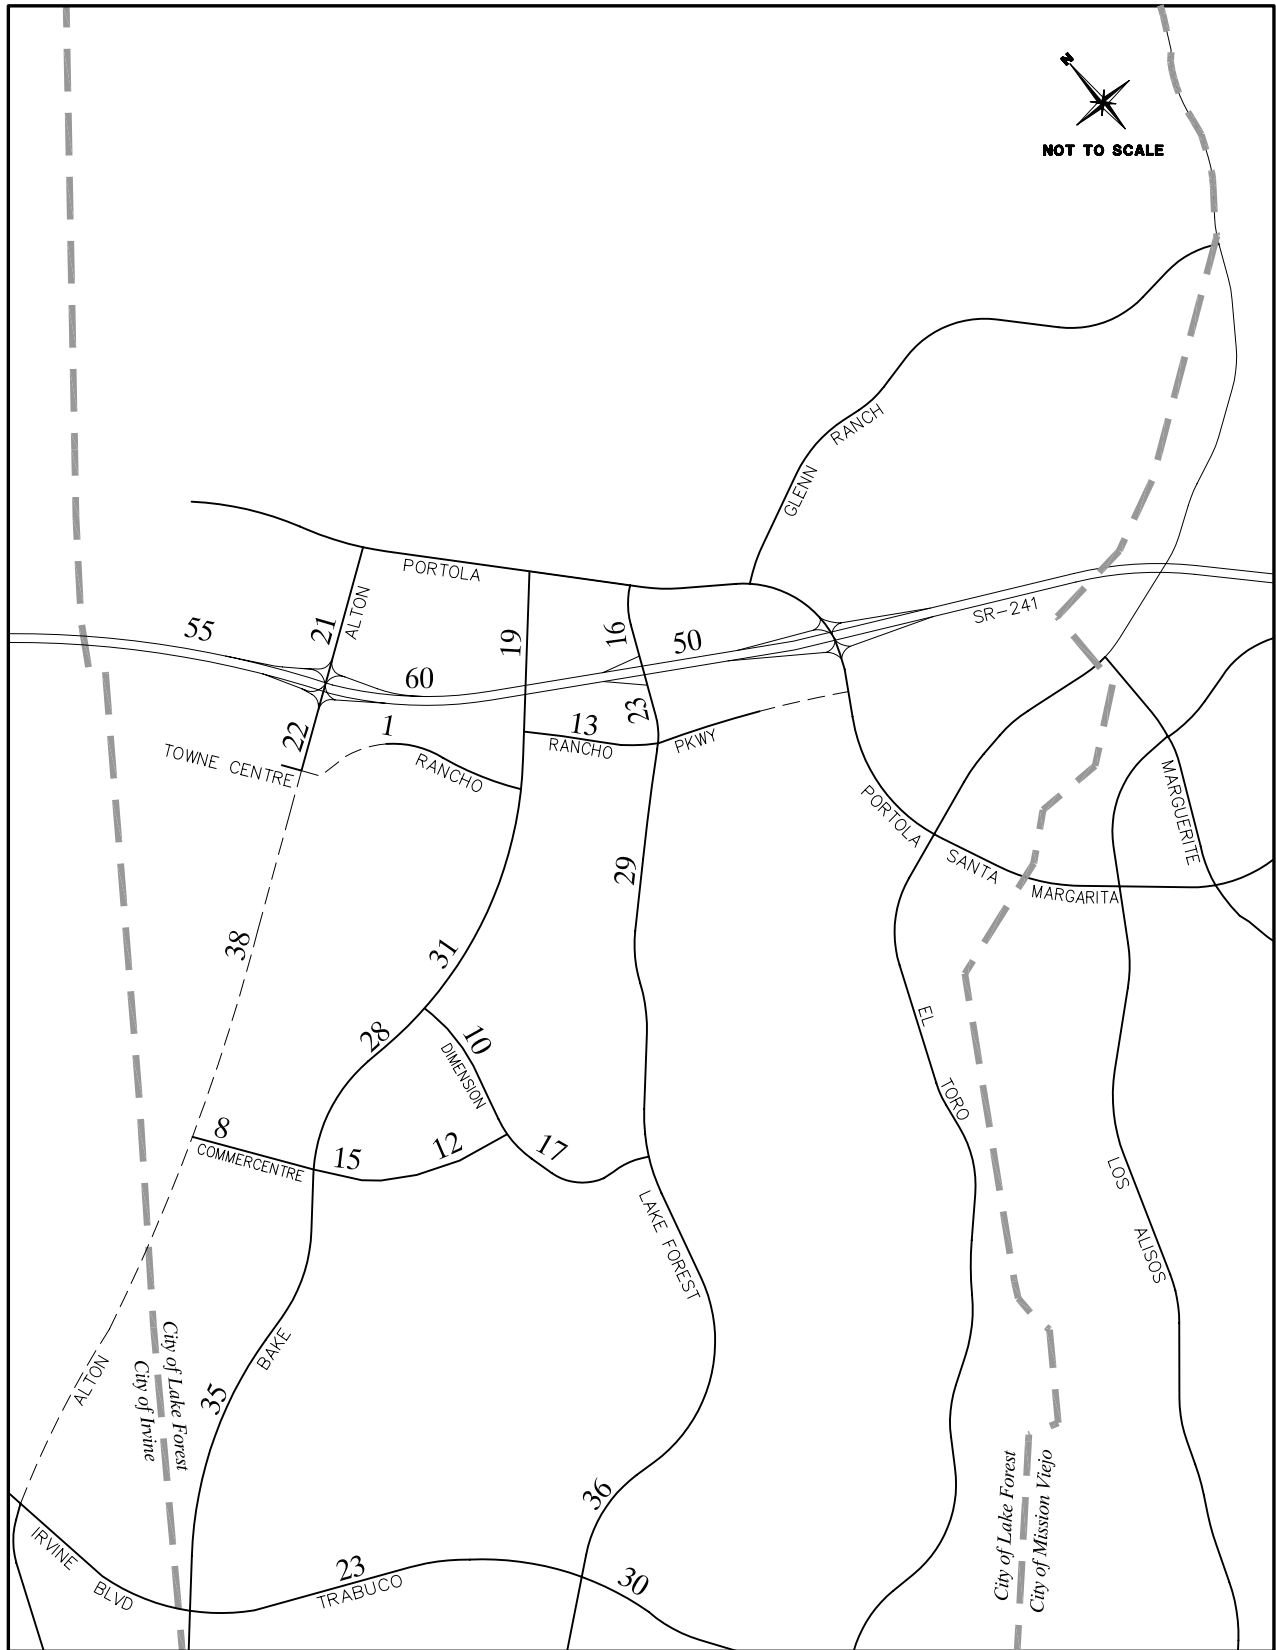 N
NOT TO SCALE
GLENN RANCH
PORTOLA
ALTON
21
55
19
16
50
SR-241
60
22
1
13
23
RANCHO
PKWY
TOWNE CENTRE
RANCHO
PORTOLA
SANTA
MARGARITA
MARGUERITE
29
38
31
28
10
DIMENSION
EL TORO
8
COMMERCENTRE
15
12
17
LAKE FOREST
LOS ALISOS
ALTON
BAKE
35
City of Lake Forest
City of Irvine
36
City of Lake Forest
City of Mission Viejo
IRVINE BLVD
23
TRABUCO
30